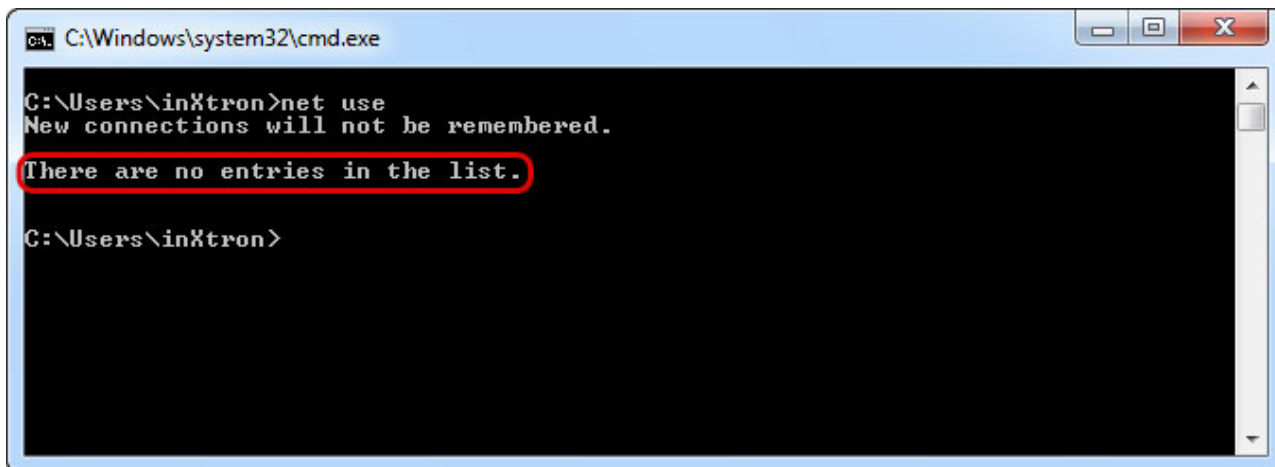 C:\Windows\system32\cmd.exe
C:\Users\inXtron>net use
New connections will not be remembered.
There are no entries in the list.
C:\Users\inXtron>